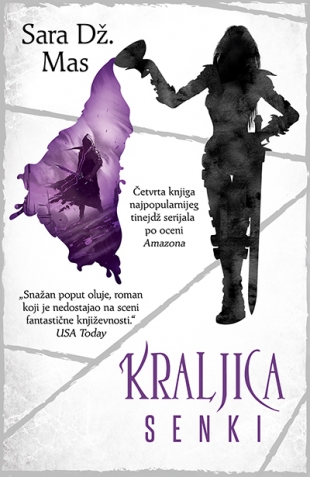 Sara Dž.
Mas
Četvrta knjiga
najpopularnijeg
tinejdž serijala
po oceni
Amazona
„Snažan poput oluje, roman
koji je nedostajao na sceni
fantastične književnosti.“
USA Today
KRALJICA
SENKI